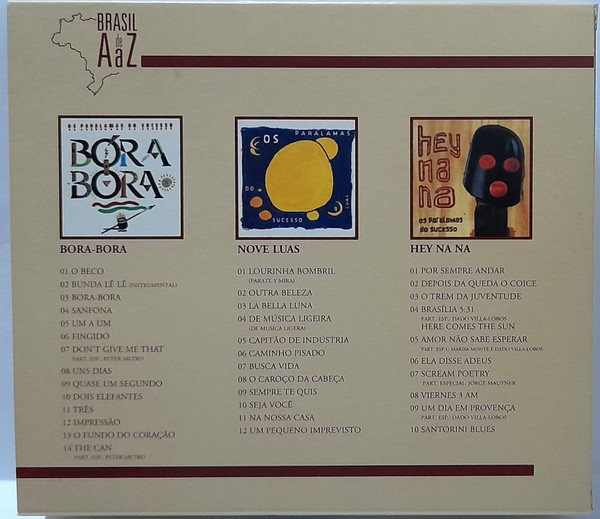 BRASIL
de
A a Z
OS PARALAMAS DO SUCESSO
BORA
BORA
OS PARALAMAS
DO SUCESSO
LUAS
hey
na
na
os paralamas
do sucesso
BORA-BORA
01 O BECO
02 BUNDA LÊ LÊ (INSTRUMENTAL)
03 BORA-BORA
04 SANFONA
05 UM A UM
06 FINGIDO
07 DON'T GIVE ME THAT
PART. ESP.: PETER METRO
08 UNS DIAS
09 QUASE UM SEGUNDO
10 DOIS ELEFANTES
11 TRÊS
12 IMPRESSÃO
13 O FUNDO DO CORAÇÃO
14 THE CAN
PART. ESP.: PETER METRO
NOVE LUAS
01 LOURINHA BOMBRIL
(PARATE Y MIRA)
02 OUTRA BELEZA
03 LA BELLA LUNA
04 DE MÚSICA LIGEIRA
(DE MUSICA LIGERA)
05 CAPITÃO DE INDÚSTRIA
06 CAMINHO PISADO
07 BUSCA VIDA
08 O CAROÇO DA CABEÇA
09 SEMPRE TE QUIS
10 SEJA VOCÊ
11 NA NOSSA CASA
12 UM PEQUENO IMPREVISTO
HEY NA NA
01 POR SEMPRE ANDAR
02 DEPOIS DA QUEDA O COICE
03 O TREM DA JUVENTUDE
04 BRASÍLIA 5:31
PART. ESP.: DADO VILLA-LOBOS
HERE COMES THE SUN
05 AMOR NÃO SABE ESPERAR
PART. ESP'L: MARISA MONTE E DADO VILLA-LOBOS
06 ELA DISSE ADEUS
07 SCREAM POETRY
PART. ESPECIAL: JORGE MAUTNER
08 VIERNES 3 AM
09 UM DIA EM PROVENÇA
PART. ESP.: DADO VILLA-LOBOS
10 SANTORINI BLUES